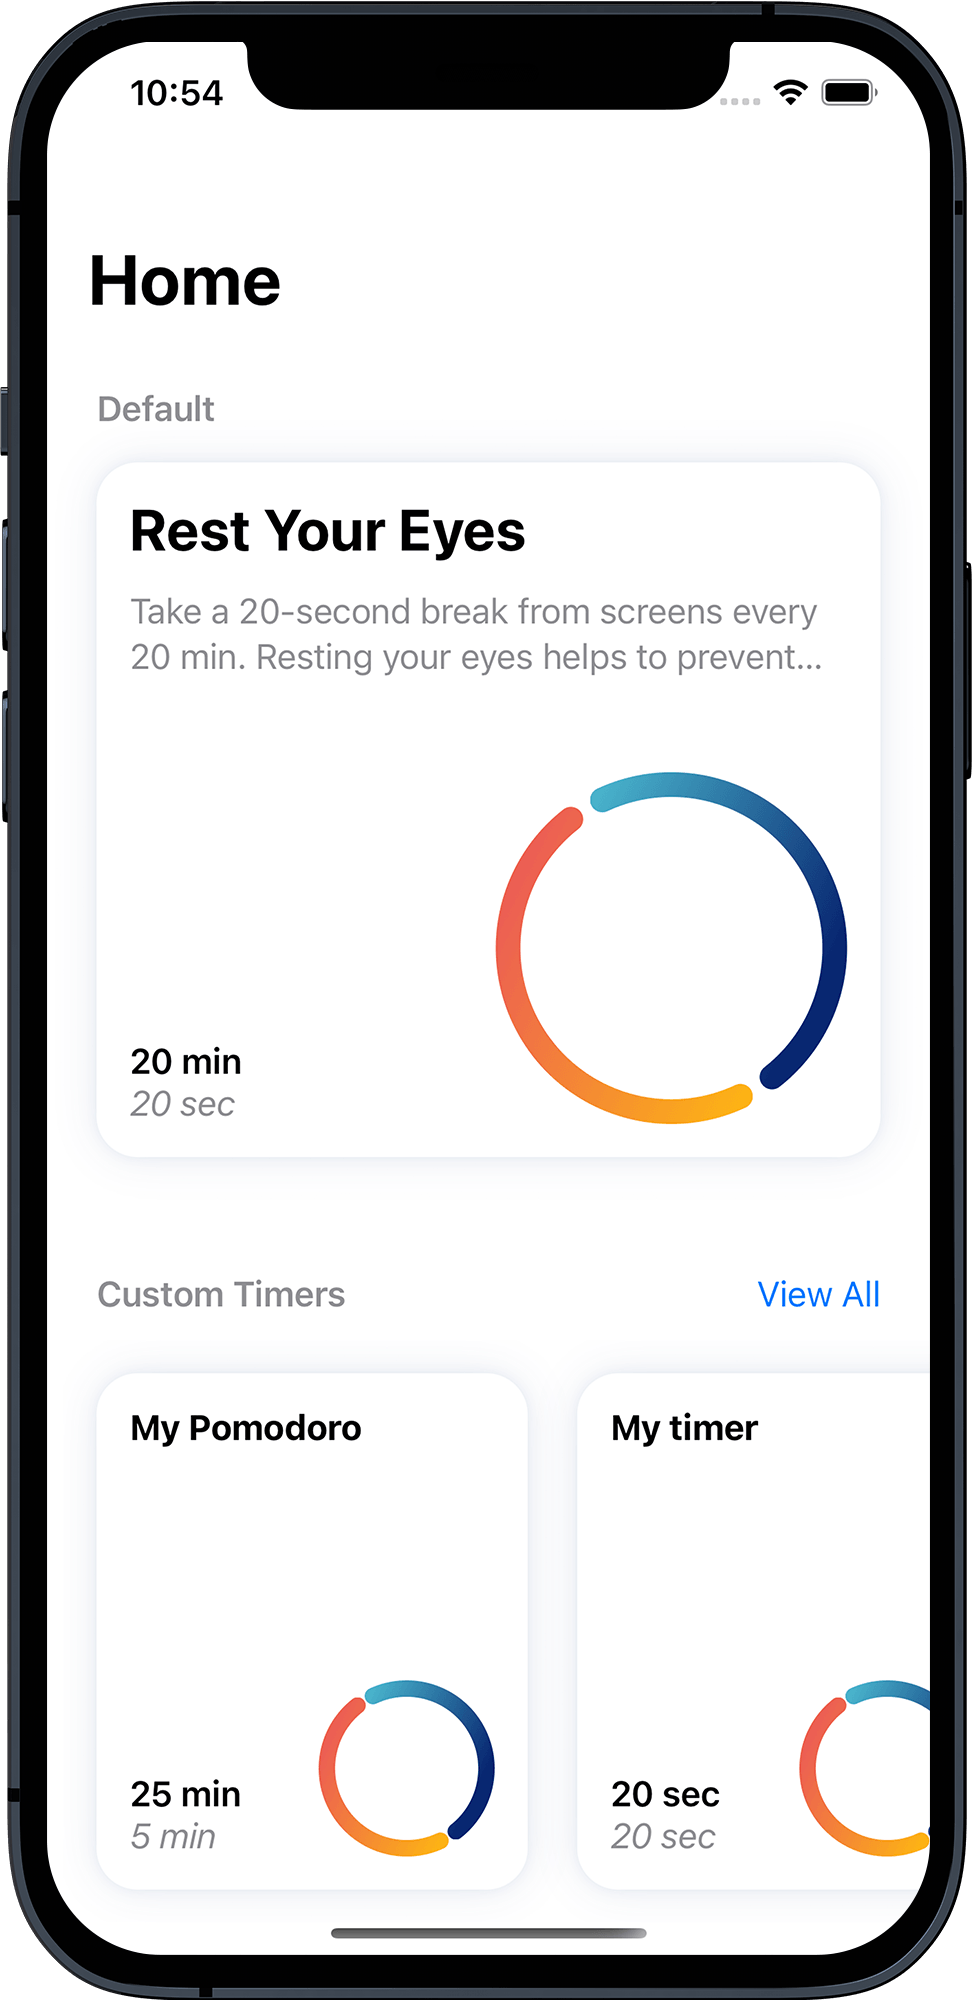 10:54
Home
Default
Rest Your Eyes
Take a 20-second break from screens every
20 min. Resting your eyes helps to prevent...
20 min
20 sec
Custom Timers
View All
My Pomodoro
25 min
5 min
My timer
20 sec
20 sec